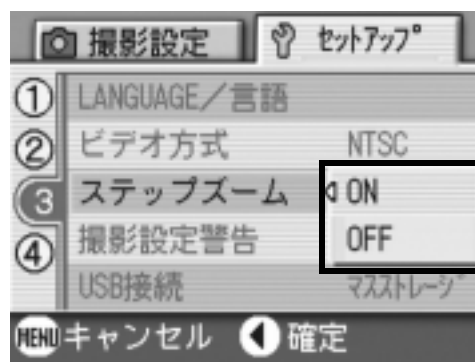 撮影設定 セットアップ
① LANGUAGE／言語
② ビデオ方式 NTSC
3 ステップズーム ON
④ 撮影設定警告 OFF
USB接続 マスストレージ
MENU キャンセル 確定